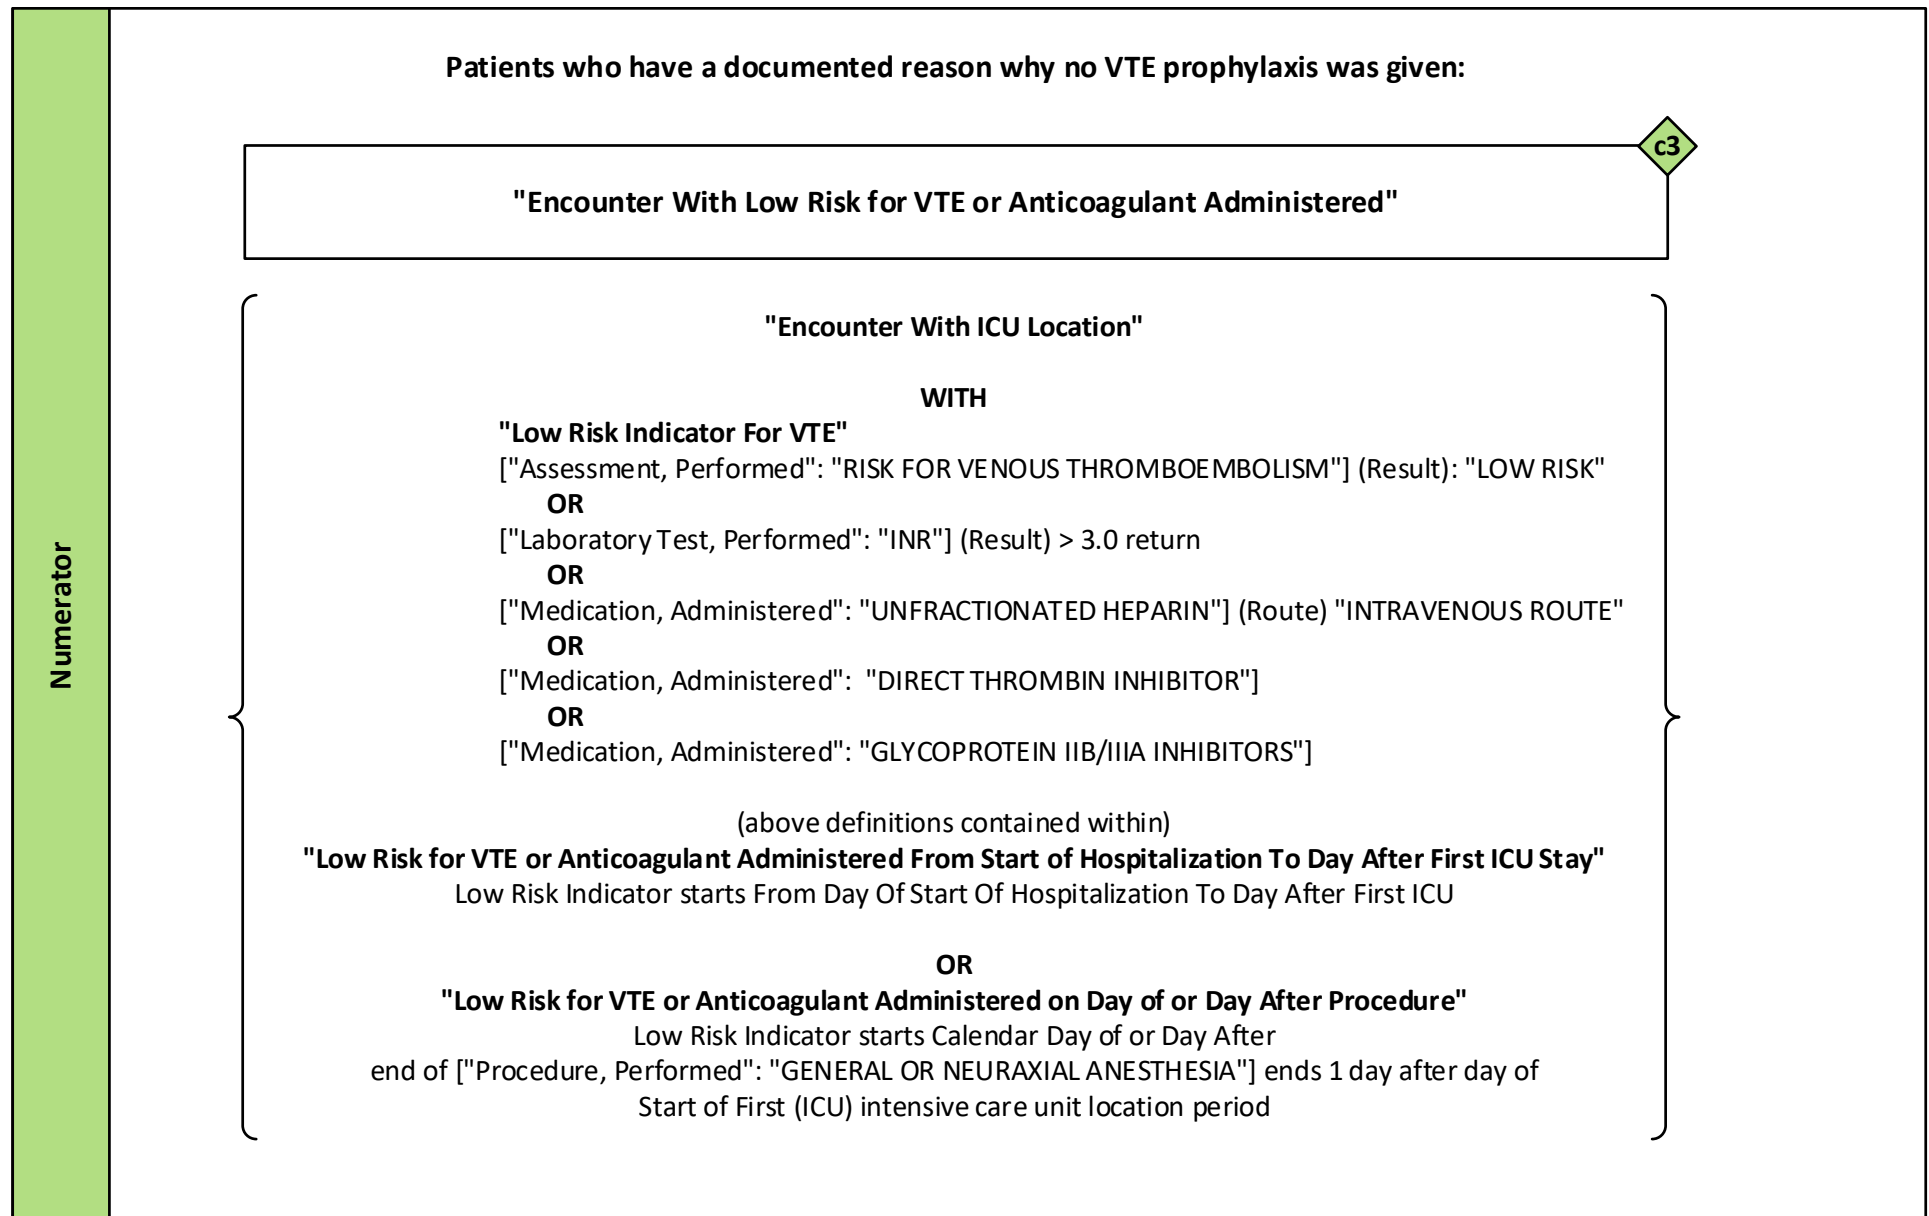 Numerator
Patients who have a documented reason why no VTE prophylaxis was given:
c3
"Encounter With Low Risk for VTE or Anticoagulant Administered"
"Encounter With ICU Location"
WITH
"Low Risk Indicator For VTE"
["Assessment, Performed": "RISK FOR VENOUS THROMBOEMBOLISM"] (Result): "LOW RISK"
OR
["Laboratory Test, Performed": "INR"] (Result) > 3.0 return
OR
["Medication, Administered": "UNFRACTIONATED HEPARIN"] (Route) "INTRAVENOUS ROUTE"
OR
["Medication, Administered":  "DIRECT THROMBIN INHIBITOR"]
OR
["Medication, Administered": "GLYCOPROTEIN IIB/IIIA INHIBITORS"]
(above definitions contained within)
"Low Risk for VTE or Anticoagulant Administered From Start of Hospitalization To Day After First ICU Stay"
Low Risk Indicator starts From Day Of Start Of Hospitalization To Day After First ICU
OR
"Low Risk for VTE or Anticoagulant Administered on Day of or Day After Procedure"
Low Risk Indicator starts Calendar Day of or Day After
end of ["Procedure, Performed": "GENERAL OR NEURAXIAL ANESTHESIA"] ends 1 day after day of
Start of First (ICU) intensive care unit location period